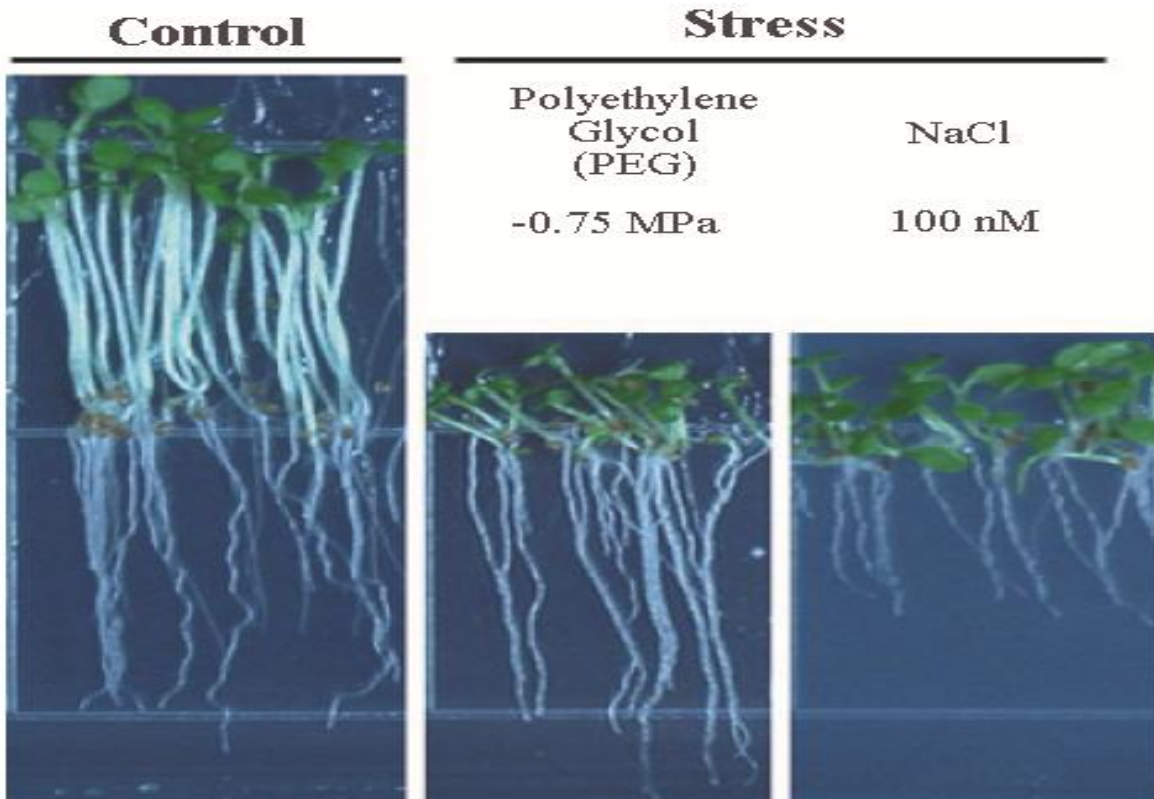 Control
Stress
Polyethylene
Glycol
(PEG)
NaCl
-0.75 MPa
100 nM